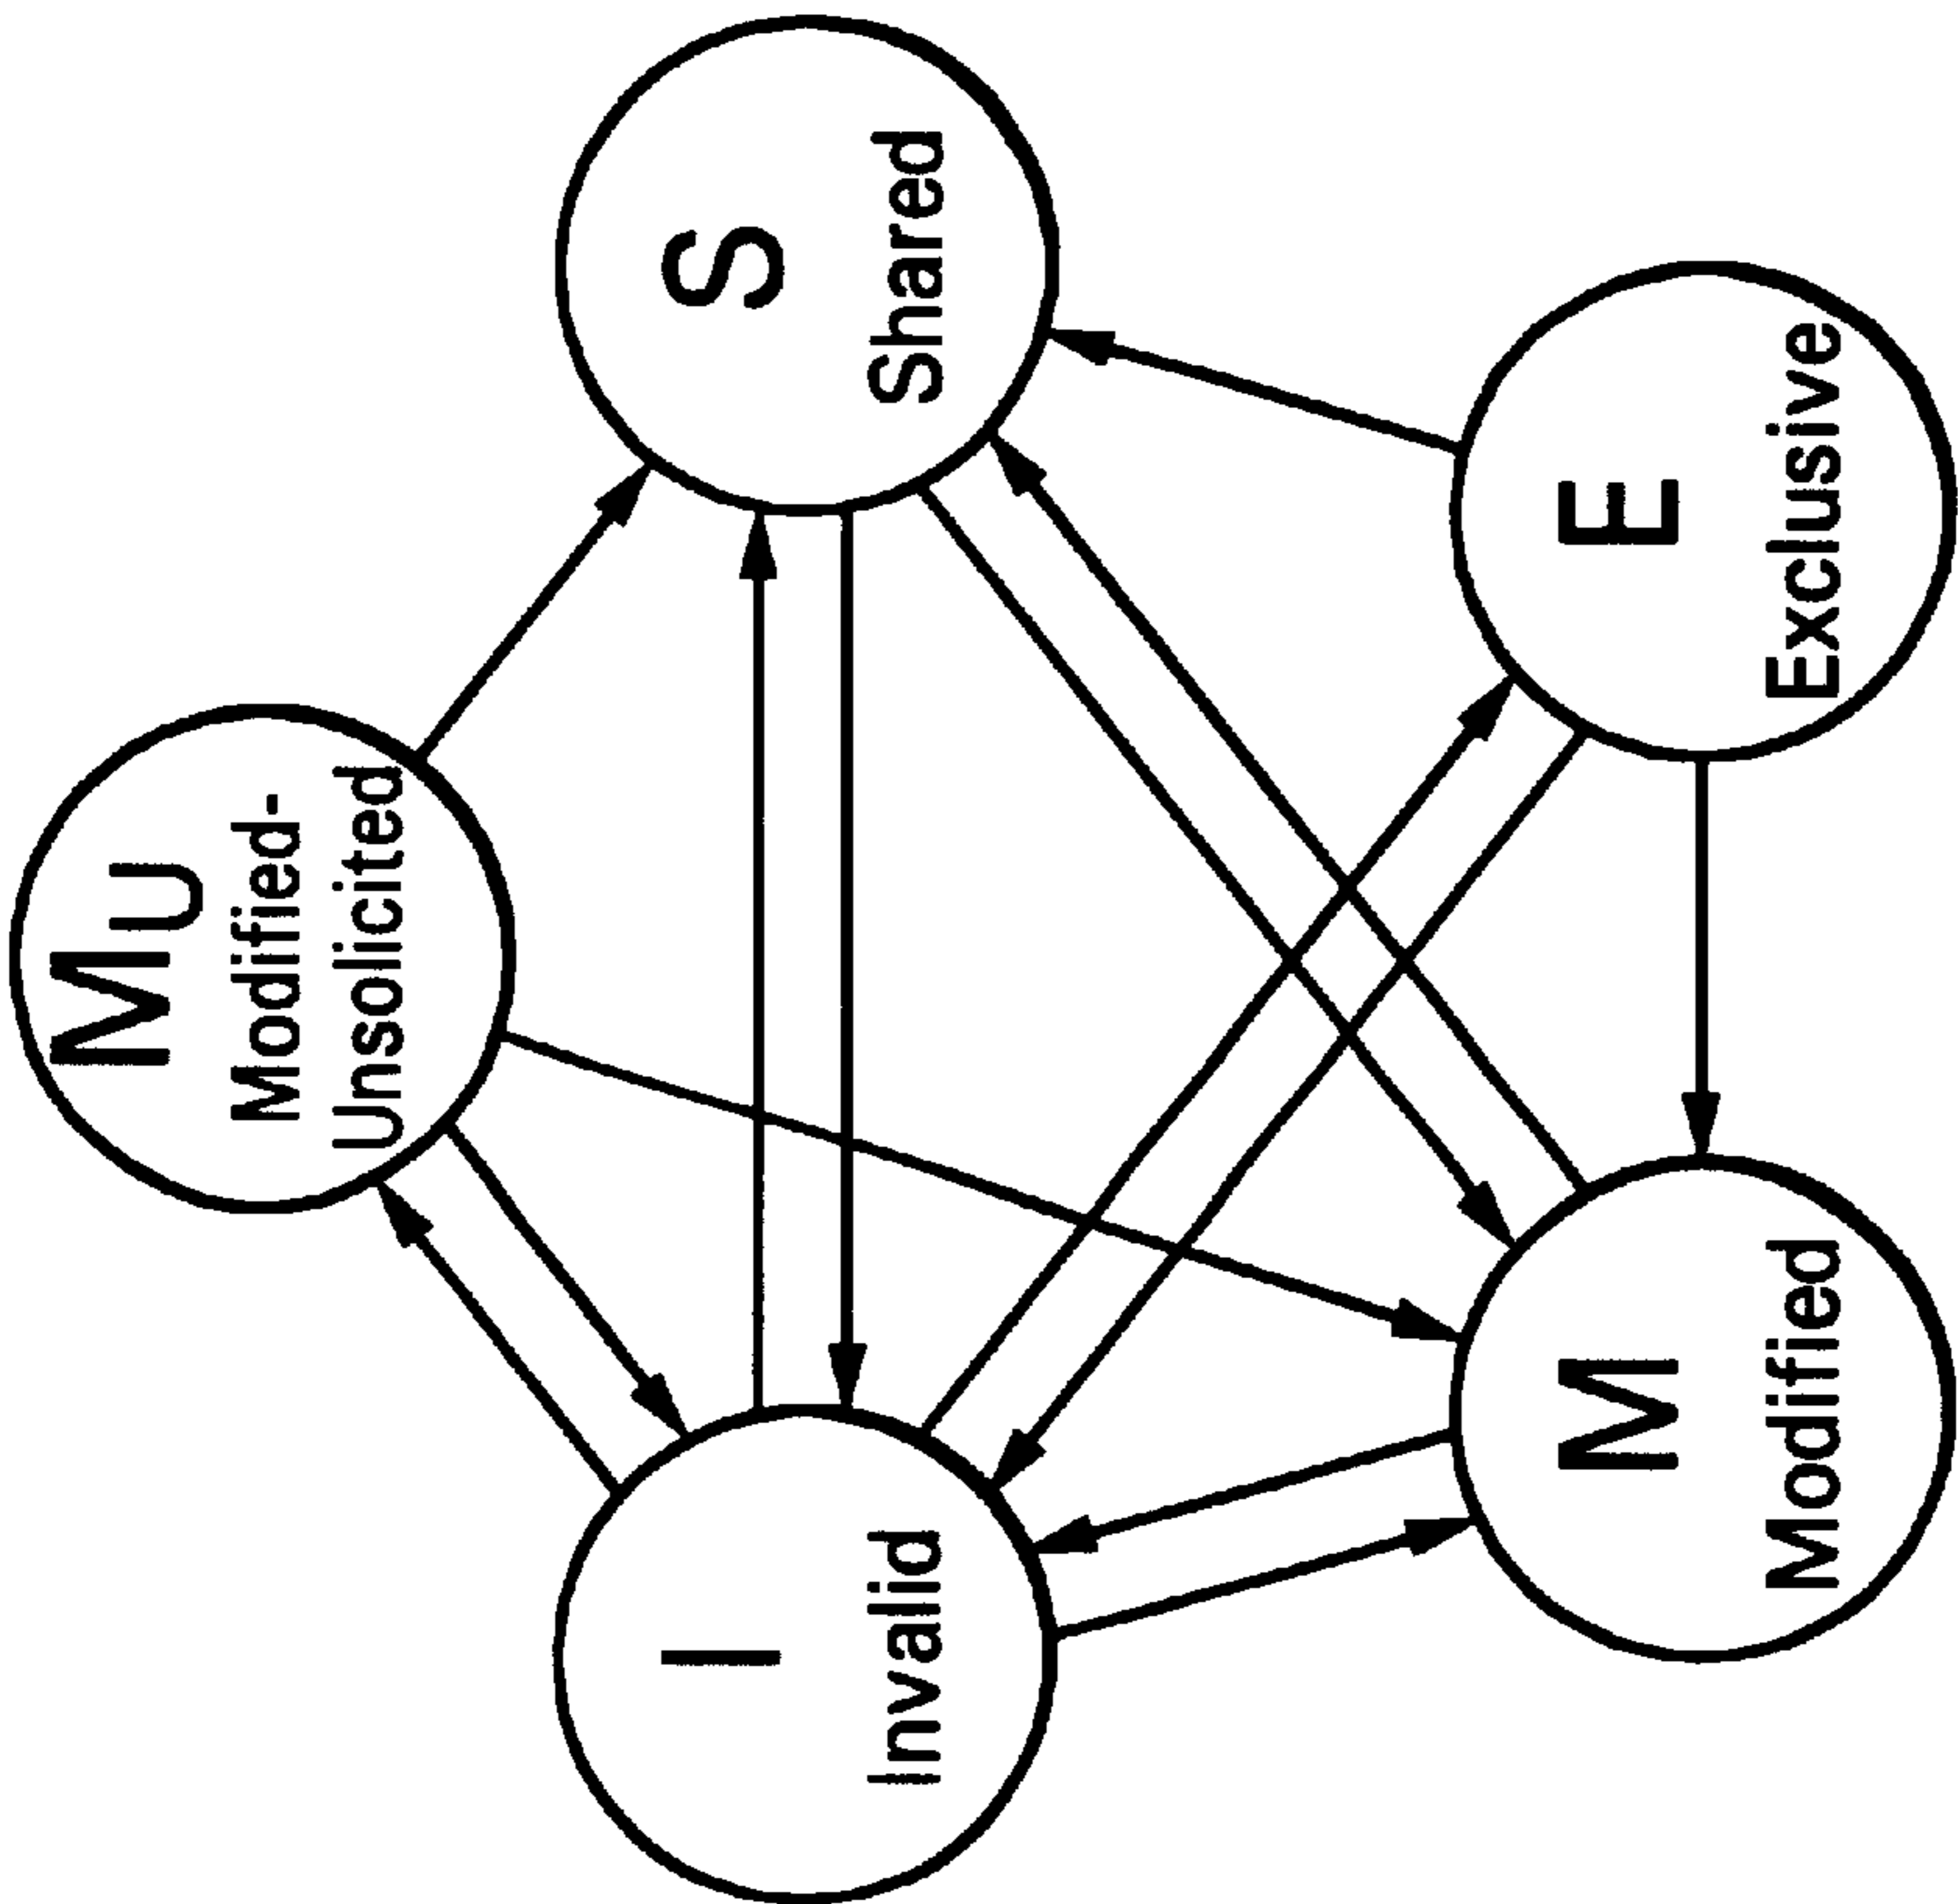 Mu
Modified-
Unsolicited
I
Invalid
S
Shared
M
Modified
E
Exclusive